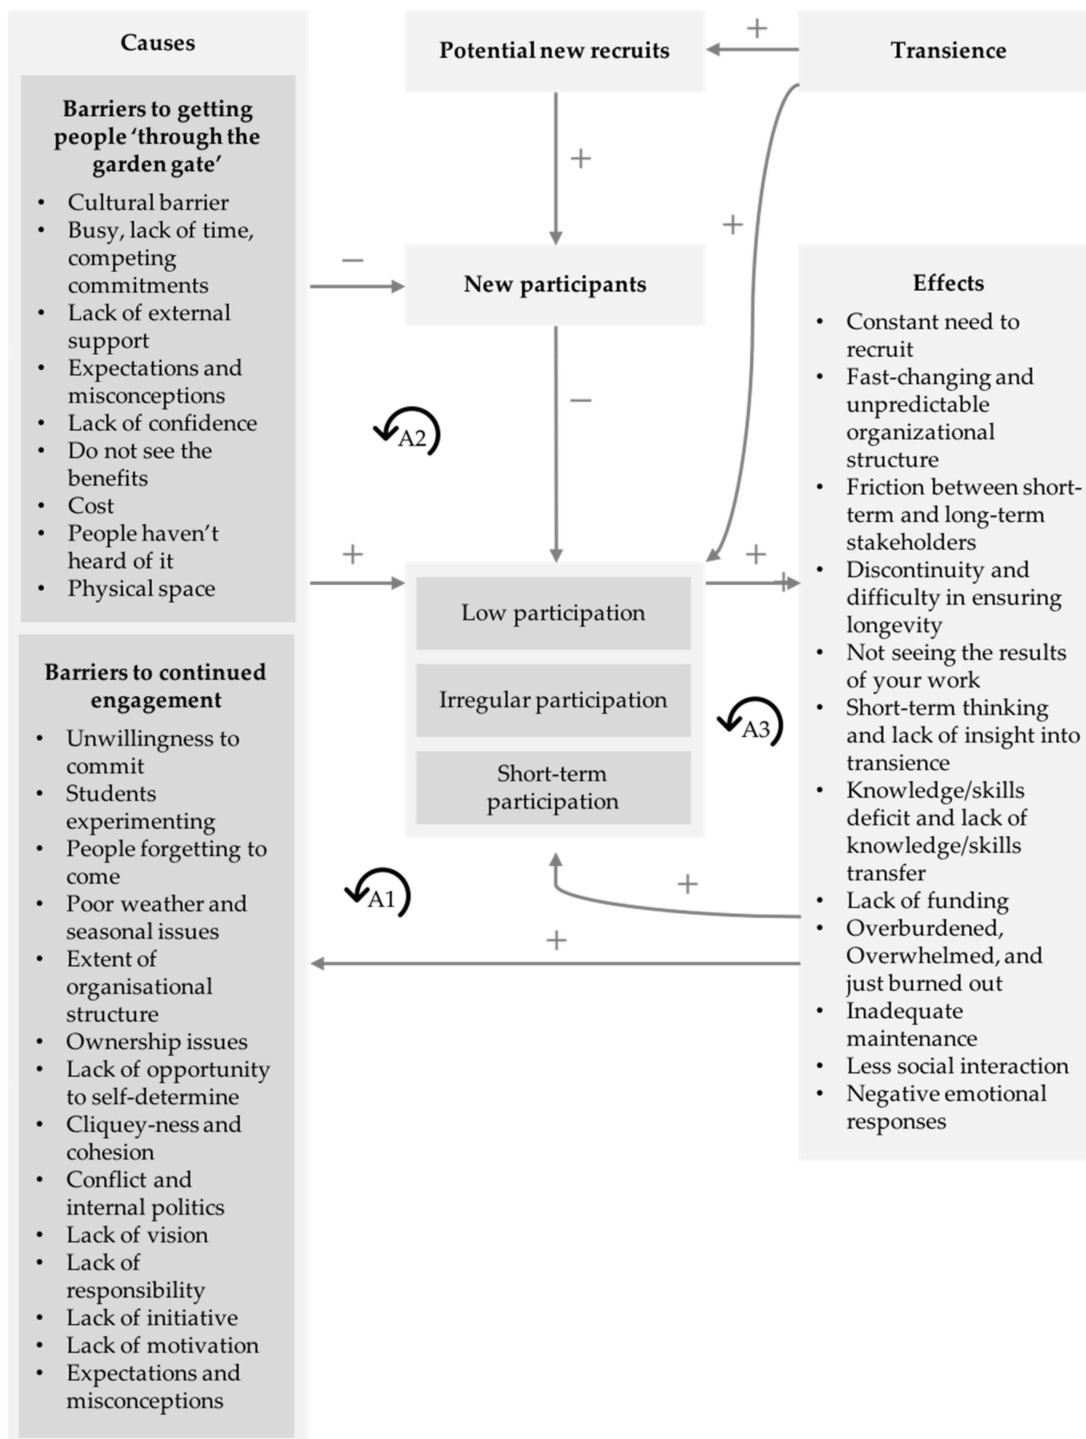 Causes
Barriers to getting
people ‘through the
garden gate’
• Cultural barrier
• Busy, lack of time,
competing
commitments
• Lack of external
support
• Expectations and
misconceptions
• Lack of confidence
• Do not see the
benefits
• Cost
• People haven’t
heard of it
• Physical space
Barriers to continued
engagement
• Unwillingness to
commit
• Students
experimenting
• People forgetting to
come
• Poor weather and
seasonal issues
• Extent of
organisational
structure
• Ownership issues
• Lack of opportunity
to self-determine
• Cliquey-ness and
cohesion
• Conflict and
internal politics
• Lack of vision
• Lack of
responsibility
• Lack of initiative
• Lack of motivation
• Expectations and
misconceptions
Potential new recruits
+
−
New participants
−
A2
+
Low participation
Irregular participation
Short-term
participation
A1
+
+
A3
+
+
+
+
Transience
Effects
• Constant need to
recruit
• Fast-changing and
unpredictable
organizational
structure
• Friction between short-
term and long-term
stakeholders
• Discontinuity and
difficulty in ensuring
longevity
• Not seeing the results
of your work
• Short-term thinking
and lack of insight into
transience
• Knowledge/skills
deficit and lack of
knowledge/skills
transfer
• Lack of funding
• Overburdened,
Overwhelmed, and
just burned out
• Inadequate
maintenance
• Less social interaction
• Negative emotional
responses